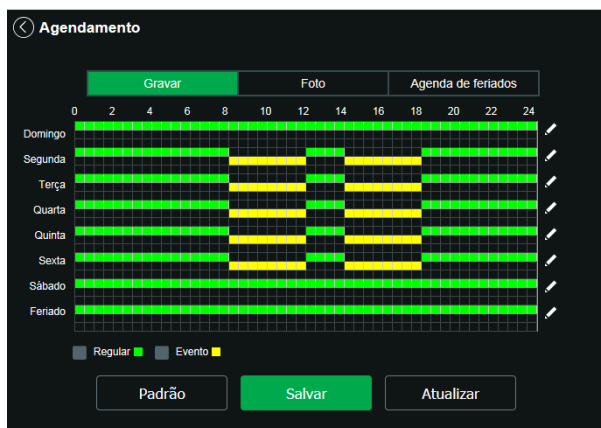 Agendamento
Gravar Foto Agenda de feriados
0 2 4 6 8 10 12 14 16 18 20 22 24
Domingo
Segunda
Terça
Quarta
Quinta
Sexta
Sábado
Feriado
Regular Evento
Padrão Salvar Atualizar